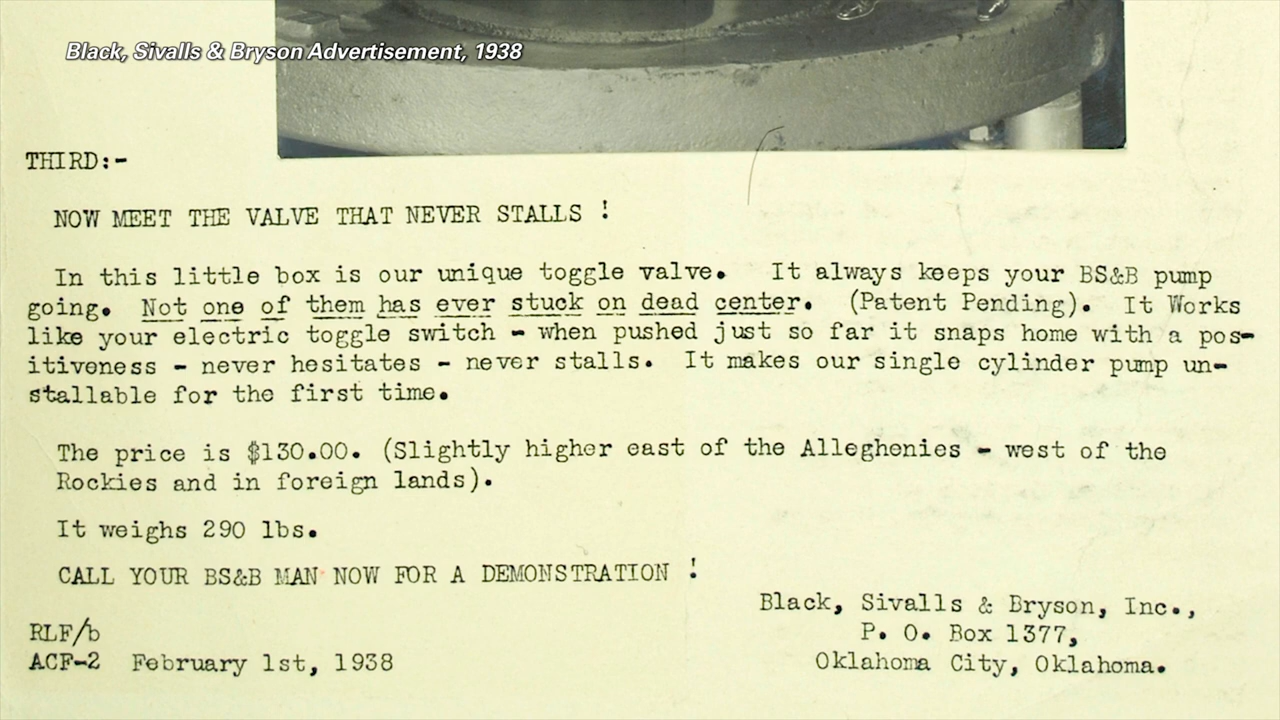 Black, Sivalls & Bryson Advertisement, 1938
THIRD:-
NOW MEET THE VALVE THAT NEVER STALLS !
In this little box is our unique toggle valve. It always keeps your BS&B pump
going. Not one of them has ever stuck on dead center. (Patent Pending). It Works
like your electric toggle switch - when pushed just so far it snaps home with a pos-
itiveness - never hesitates - never stalls. It makes our single cylinder pump un-
stallable for the first time.
The price is $130.00. (Slightly higher east of the Alleghenies - west of the
Rockies and in foreign lands).
It weighs 290 lbs.
CALL YOUR BS&B MAN NOW FOR A DEMONSTRATION !
Black, Sivalls & Bryson, Inc.,
P. O. Box 1377,
Oklahoma City, Oklahoma.
RLF/b
ACF-2 February 1st, 1938